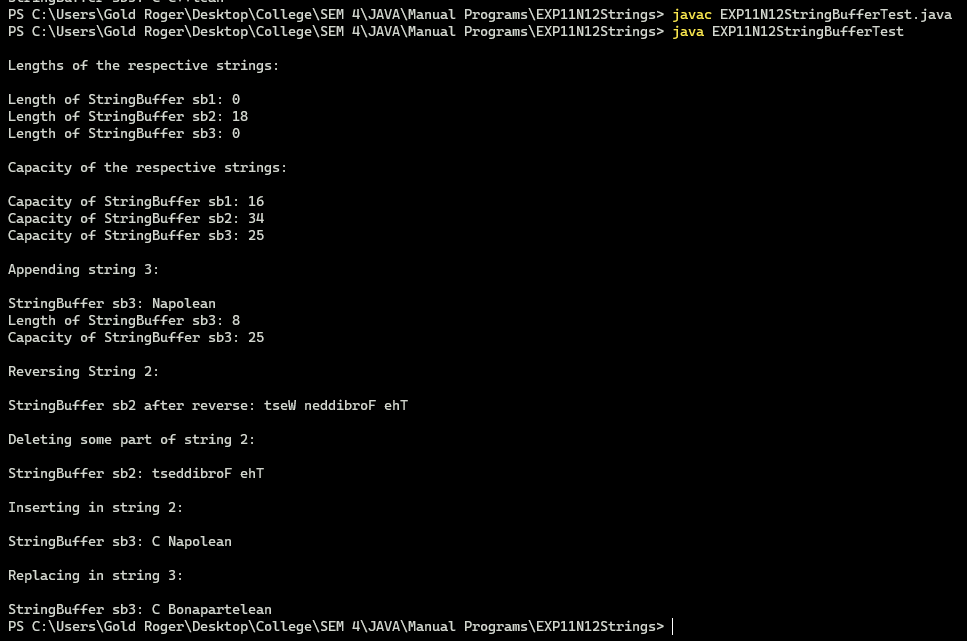 PS C:\Users\Gold Roger\Desktop\College\SEM 4\JAVA\Manual Programs\EXP11N12Strings> javac EXP11N12StringBufferTest.java
PS C:\Users\Gold Roger\Desktop\College\SEM 4\JAVA\Manual Programs\EXP11N12Strings> java EXP11N12StringBufferTest
Lengths of the respective strings:
Length of StringBuffer sb1: 0
Length of StringBuffer sb2: 18
Length of StringBuffer sb3: 0
Capacity of the respective strings:
Capacity of StringBuffer sb1: 16
Capacity of StringBuffer sb2: 34
Capacity of StringBuffer sb3: 25
Appending string 3:
StringBuffer sb3: Napolean
Length of StringBuffer sb3: 8
Capacity of StringBuffer sb3: 25
Reversing String 2:
StringBuffer sb2 after reverse: tseW neddibroF ehT
Deleting some part of string 2:
StringBuffer sb2: tseddibroF ehT
Inserting in string 2:
StringBuffer sb3: C Napolean
Replacing in string 3:
StringBuffer sb3: C Bonapartelean
PS C:\Users\Gold Roger\Desktop\College\SEM 4\JAVA\Manual Programs\EXP11N12Strings>